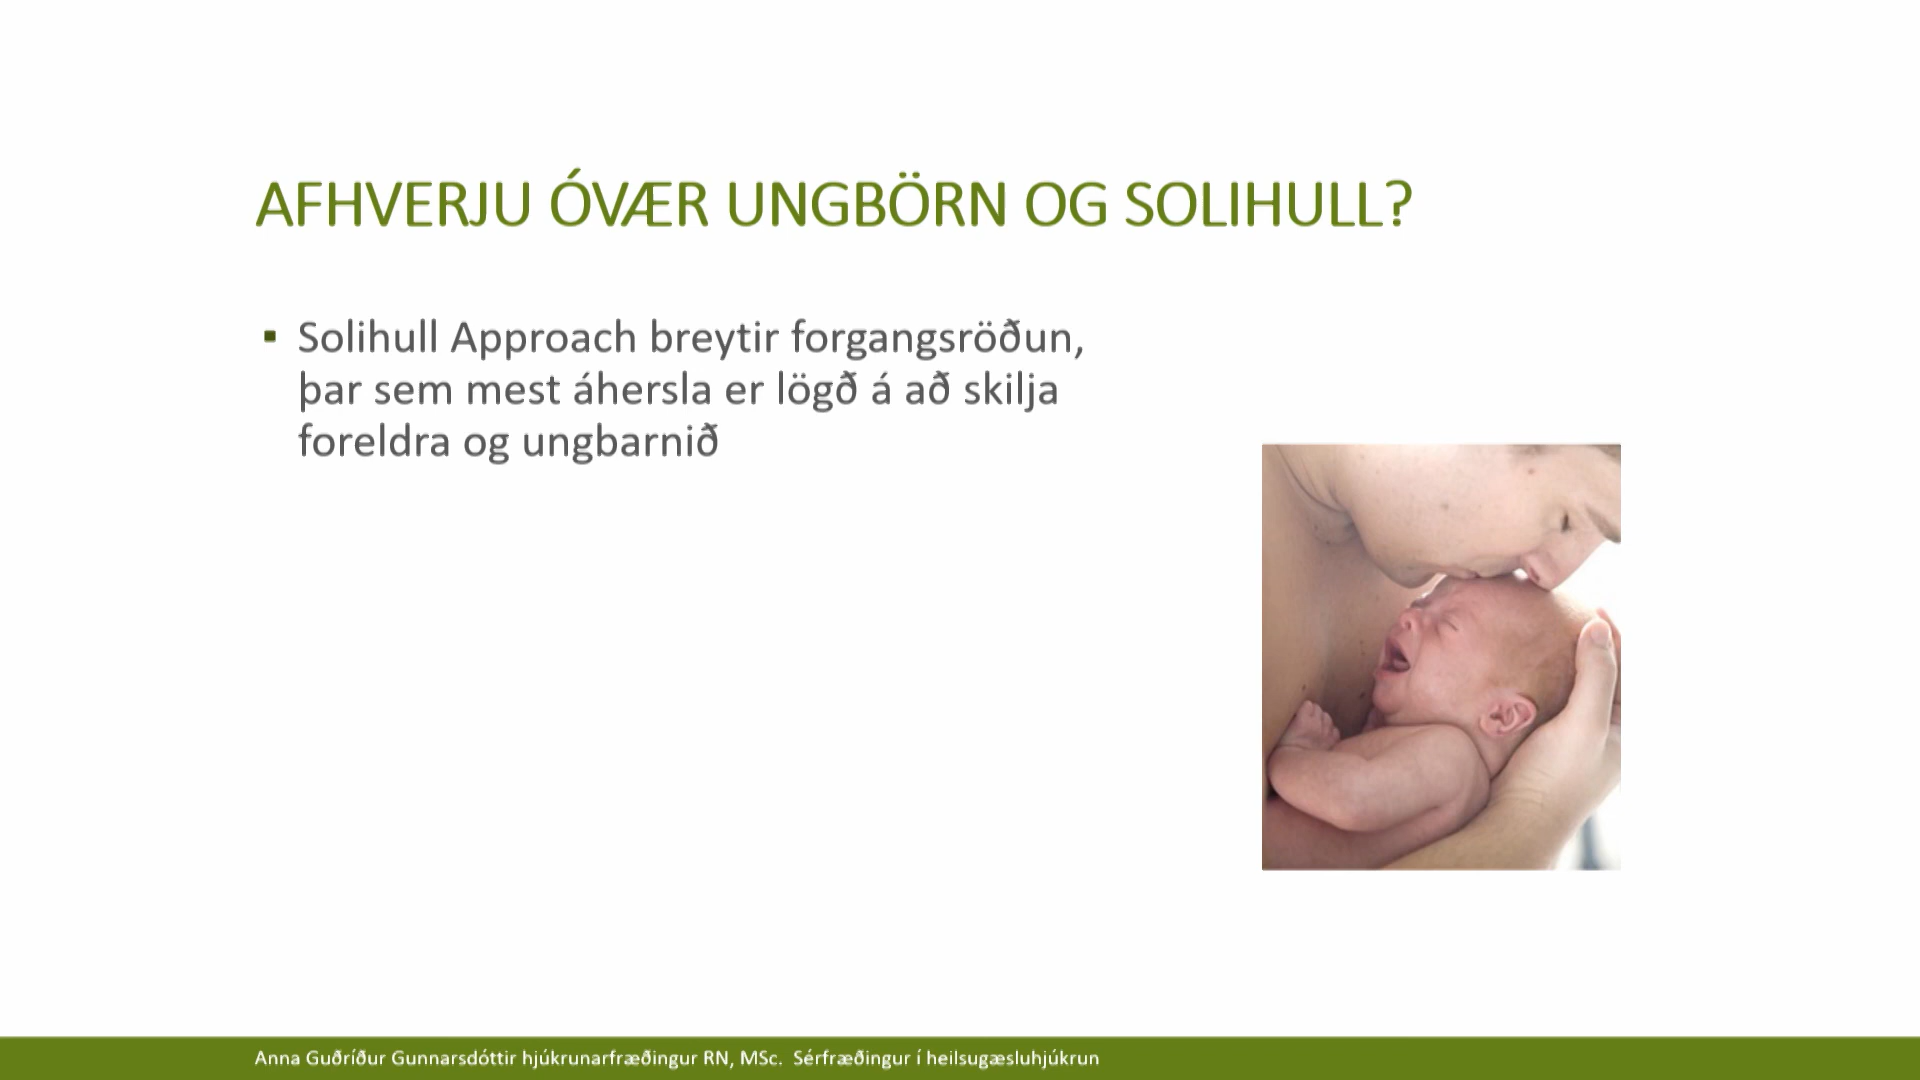 AFHVERJU ÓVÆR UNGBÖRN OG SOLIHULL?
▪ Solihull Approach breytir forgangsröðun,
þar sem mest áhersla er lögð á að skilja
foreldra og ungbarnið
Anna Guðríður Gunnarsdóttir hjúkrunarfræðingur RN, MSc. Sérfræðingur í heilsugæsluhjúkrun